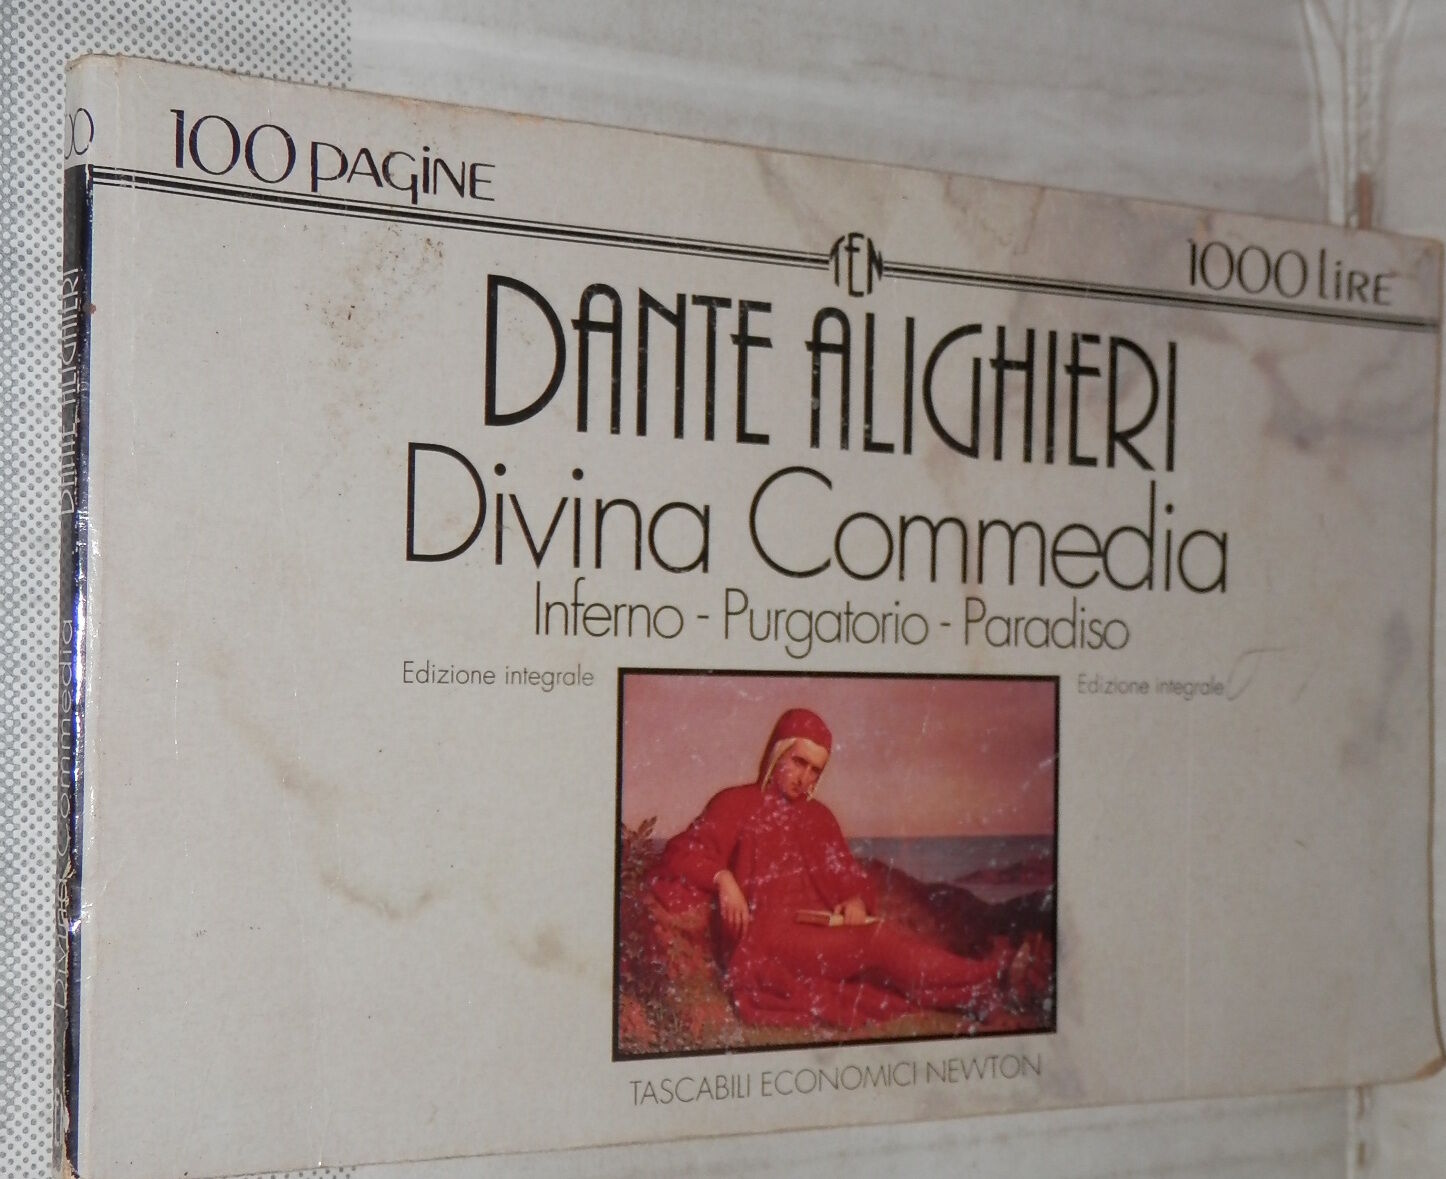 100 PAGINE
1000 LIRE
TEN
DANTE ALIGHIERI
Divina Commedia
Inferno - Purgatorio - Paradiso
Edizione integrale
Edizione integrale
TASCABILI ECONOMICI NEWTON
DANTE ALIGHIERI
Divina Commedia